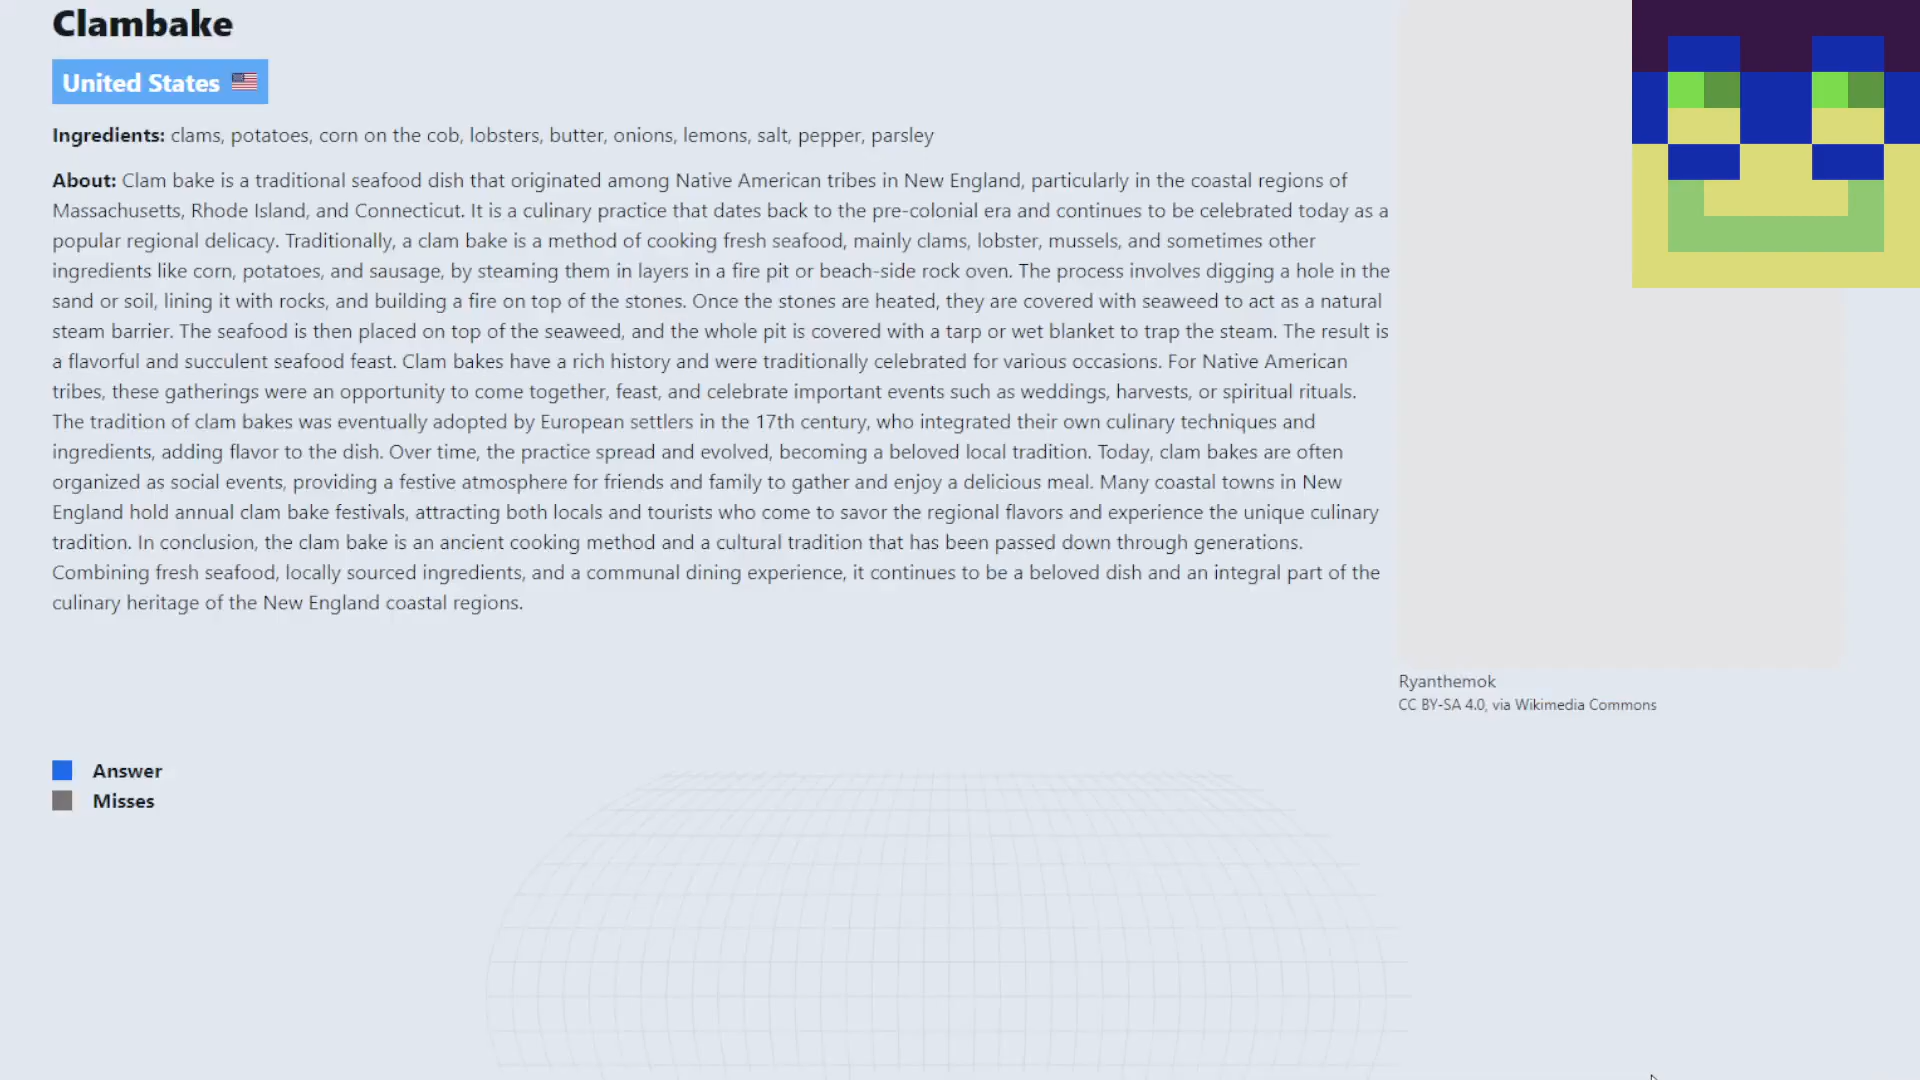 Clambake
United States
Ingredients: clams, potatoes, corn on the cob, lobsters, butter, onions, lemons, salt, pepper, parsley
About: Clam bake is a traditional seafood dish that originated among Native American tribes in New England, particularly in the coastal regions of
Massachusetts, Rhode Island, and Connecticut. It is a culinary practice that dates back to the pre-colonial era and continues to be celebrated today as a
popular regional delicacy. Traditionally, a clam bake is a method of cooking fresh seafood, mainly clams, lobster, mussels, and sometimes other
ingredients like corn, potatoes, and sausage, by steaming them in layers in a fire pit or beach-side rock oven. The process involves digging a hole in the
sand or soil, lining it with rocks, and building a fire on top of the stones. Once the stones are heated, they are covered with seaweed to act as a natural
steam barrier. The seafood is then placed on top of the seaweed, and the whole pit is covered with a tarp or wet blanket to trap the steam. The result is
a flavorful and succulent seafood feast. Clam bakes have a rich history and were traditionally celebrated for various occasions. For Native American
tribes, these gatherings were an opportunity to come together, feast, and celebrate important events such as weddings, harvests, or spiritual rituals.
The tradition of clam bakes was eventually adopted by European settlers in the 17th century, who integrated their own culinary techniques and
ingredients, adding flavor to the dish. Over time, the practice spread and evolved, becoming a beloved local tradition. Today, clam bakes are often
organized as social events, providing a festive atmosphere for friends and family to gather and enjoy a delicious meal. Many coastal towns in New
England hold annual clam bake festivals, attracting both locals and tourists who come to savor the regional flavors and experience the unique culinary
tradition. In conclusion, the clam bake is an ancient cooking method and a cultural tradition that has been passed down through generations.
Combining fresh seafood, locally sourced ingredients, and a communal dining experience, it continues to be a beloved dish and an integral part of the
culinary heritage of the New England coastal regions.
Ryanthemok
CC BY-SA 4.0, via Wikimedia Commons
Answer
Misses